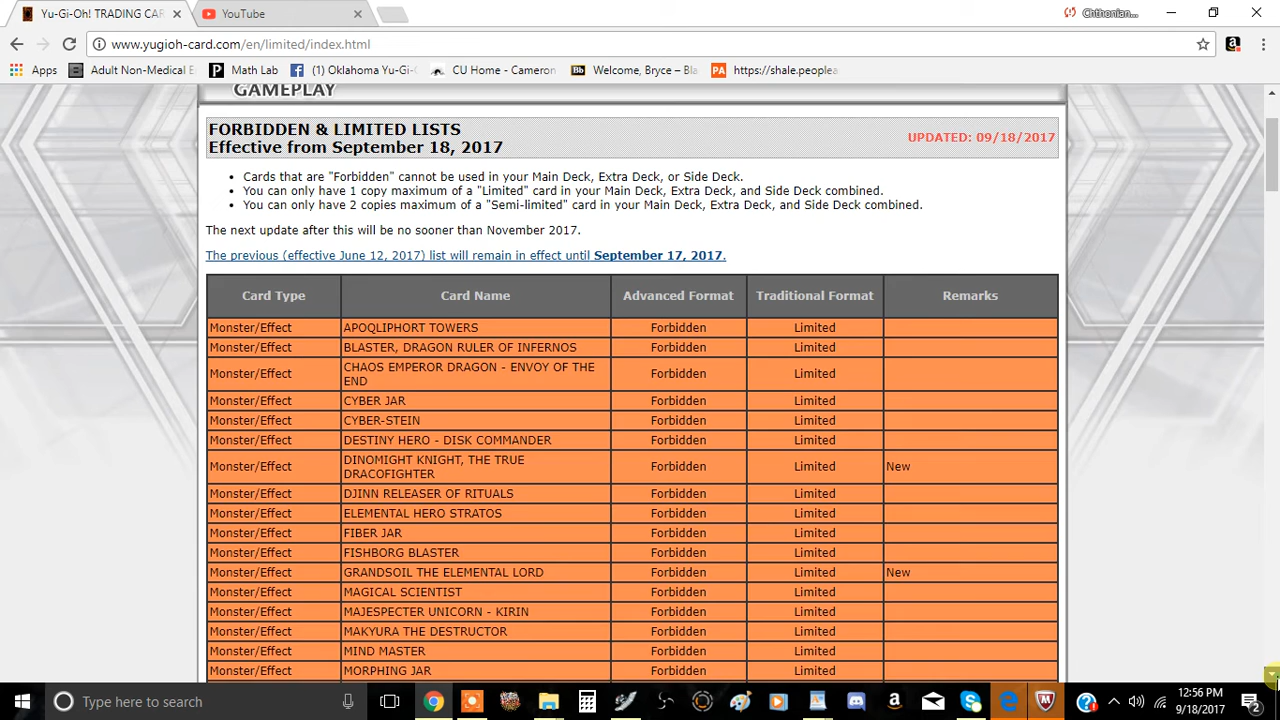 Yu-Gi-Oh! TRADING CAR
YouTube
Chthonian...
www.yugioh-card.com/en/limited/index.html
Apps
Adult Non-Medical E
Math Lab
(1) Oklahoma Yu-Gi-
CU Home - Cameron
Bb
Welcome, Bryce – Bla
PA
https://shale.peoplea
GAMEPLAY
FORBIDDEN & LIMITED LISTS
Effective from September 18, 2017
UPDATED: 09/18/2017
• Cards that are "Forbidden" cannot be used in your Main Deck, Extra Deck, or Side Deck.
• You can only have 1 copy maximum of a "Limited" card in your Main Deck, Extra Deck, and Side Deck combined.
• You can only have 2 copies maximum of a "Semi-limited" card in your Main Deck, Extra Deck, and Side Deck combined.
The next update after this will be no sooner than November 2017.
The previous (effective June 12, 2017) list will remain in effect until September 17, 2017.
Card Type Card Name Advanced Format Traditional Format Remarks
Monster/Effect APOQLIPHORT TOWERS Forbidden Limited
Monster/Effect BLASTER, DRAGON RULER OF INFERNOS Forbidden Limited
Monster/Effect CHAOS EMPEROR DRAGON - ENVOY OF THE
END Forbidden Limited
Monster/Effect CYBER JAR Forbidden Limited
Monster/Effect CYBER-STEIN Forbidden Limited
Monster/Effect DESTINY HERO - DISK COMMANDER Forbidden Limited
Monster/Effect DINOMIGHT KNIGHT, THE TRUE
DRACOFIGHTER Forbidden Limited New
Monster/Effect DJINN RELEASER OF RITUALS Forbidden Limited
Monster/Effect ELEMENTAL HERO STRATOS Forbidden Limited
Monster/Effect FIBER JAR Forbidden Limited
Monster/Effect FISHBORG BLASTER Forbidden Limited
Monster/Effect GRANDSOIL THE ELEMENTAL LORD Forbidden Limited New
Monster/Effect MAGICAL SCIENTIST Forbidden Limited
Monster/Effect MAJESPECTER UNICORN - KIRIN Forbidden Limited
Monster/Effect MAKYURA THE DESTRUCTOR Forbidden Limited
Monster/Effect MIND MASTER Forbidden Limited
Monster/Effect MORPHING JAR Forbidden Limited
Type here to search
12:56 PM
9/18/2017
2